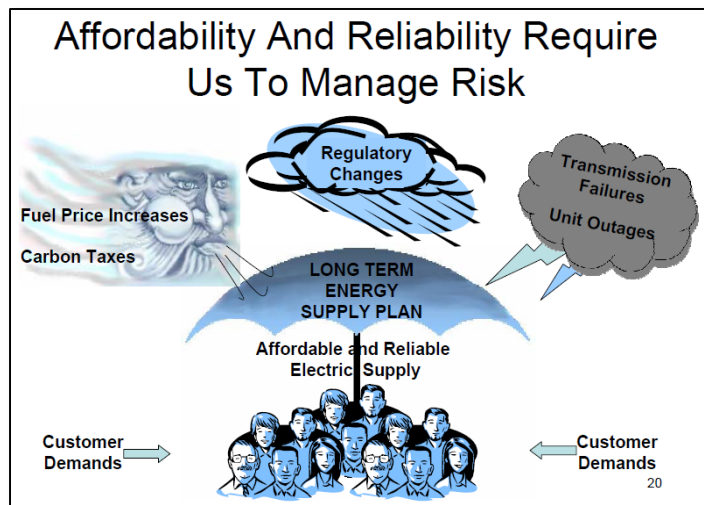 Affordability And Reliability Require
Us To Manage Risk
Regulatory
Changes
Transmission
Failures
Unit Outages
Fuel Price Increases
Carbon Taxes
LONG TERM
ENERGY
SUPPLY PLAN
Affordable and Reliable
Electric Supply
Customer
Demands
Customer
Demands
20